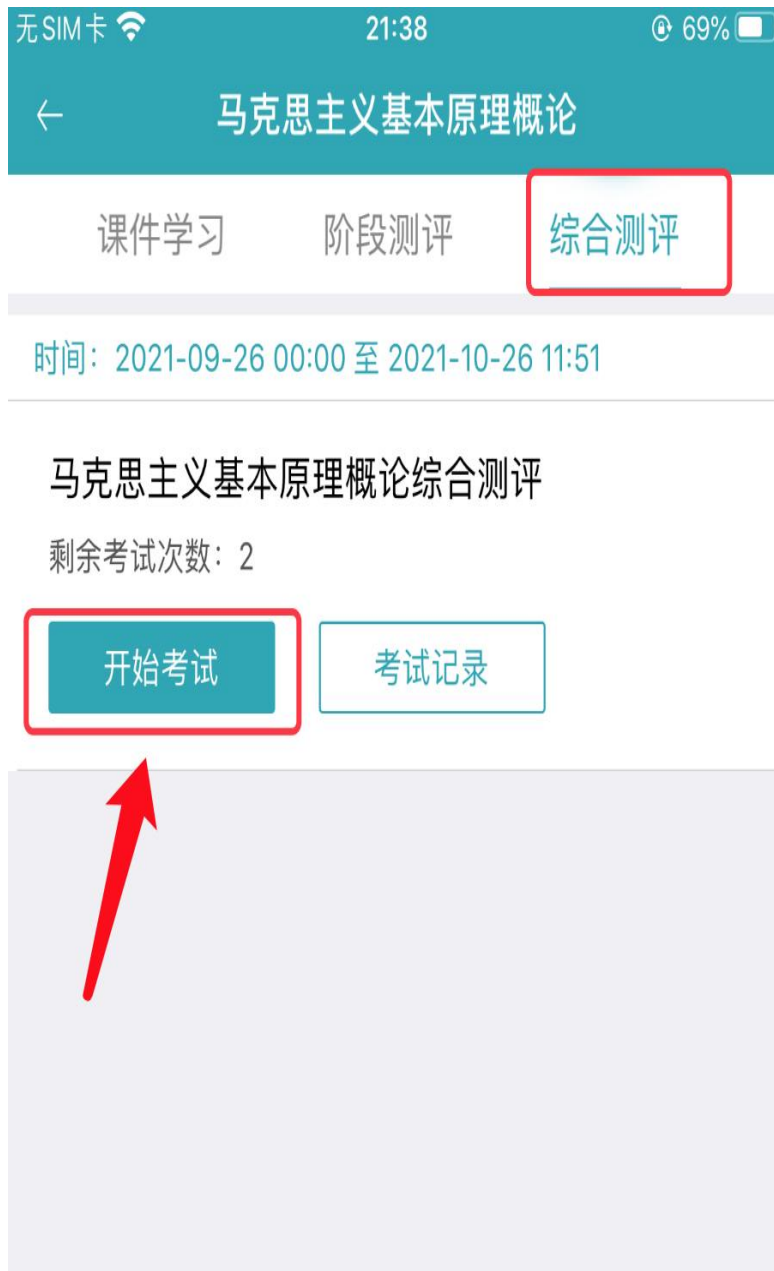 无SIM卡 21:38 69%
马克思主义基本原理概论
课件学习 阶段测评 综合测评
时间：2021-09-26 00:00 至 2021-10-26 11:51
马克思主义基本原理概论综合测评
剩余考试次数：2
开始考试 考试记录